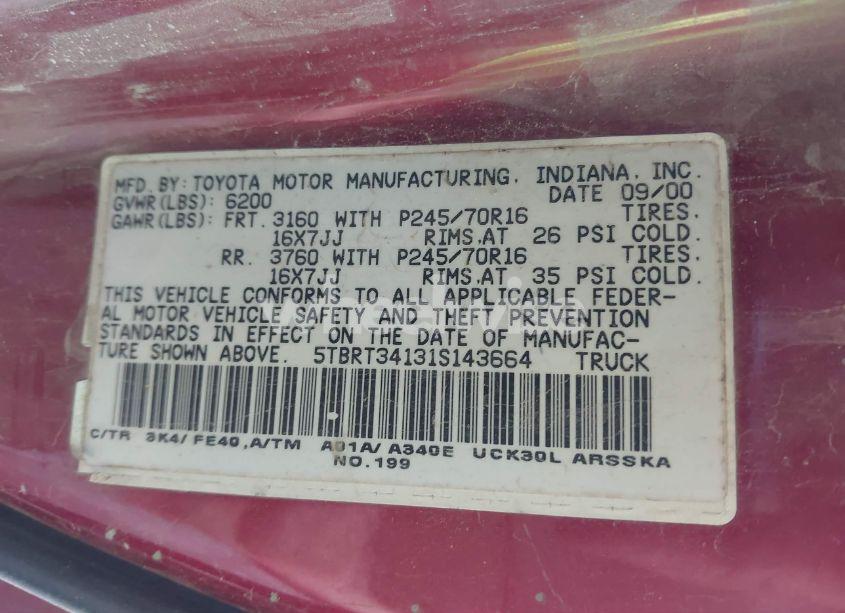 MFD. BY: TOYOTA MOTOR MANUFACTURING, INDIANA, INC.
GVWR(LBS): 6200 DATE 09/00
GAWR(LBS): FRT. 3160 WITH P245/70R16 TIRES.
16X7JJ RIMS.AT 26 PSI COLD.
RR. 3760 WITH P245/70R16 TIRES.
16X7JJ RIMS.AT 35 PSI COLD.
THIS VEHICLE CONFORMS TO ALL APPLICABLE FEDER-
AL MOTOR VEHICLE SAFETY AND THEFT PREVENTION
STANDARDS IN EFFECT ON THE DATE OF MANUFAC-
TURE SHOWN ABOVE. 5TBRT34131S143664 TRUCK
C/TR 3K4/ FE40,A/TM A01A/ A340E UCK30L ARSSKA
NO.199